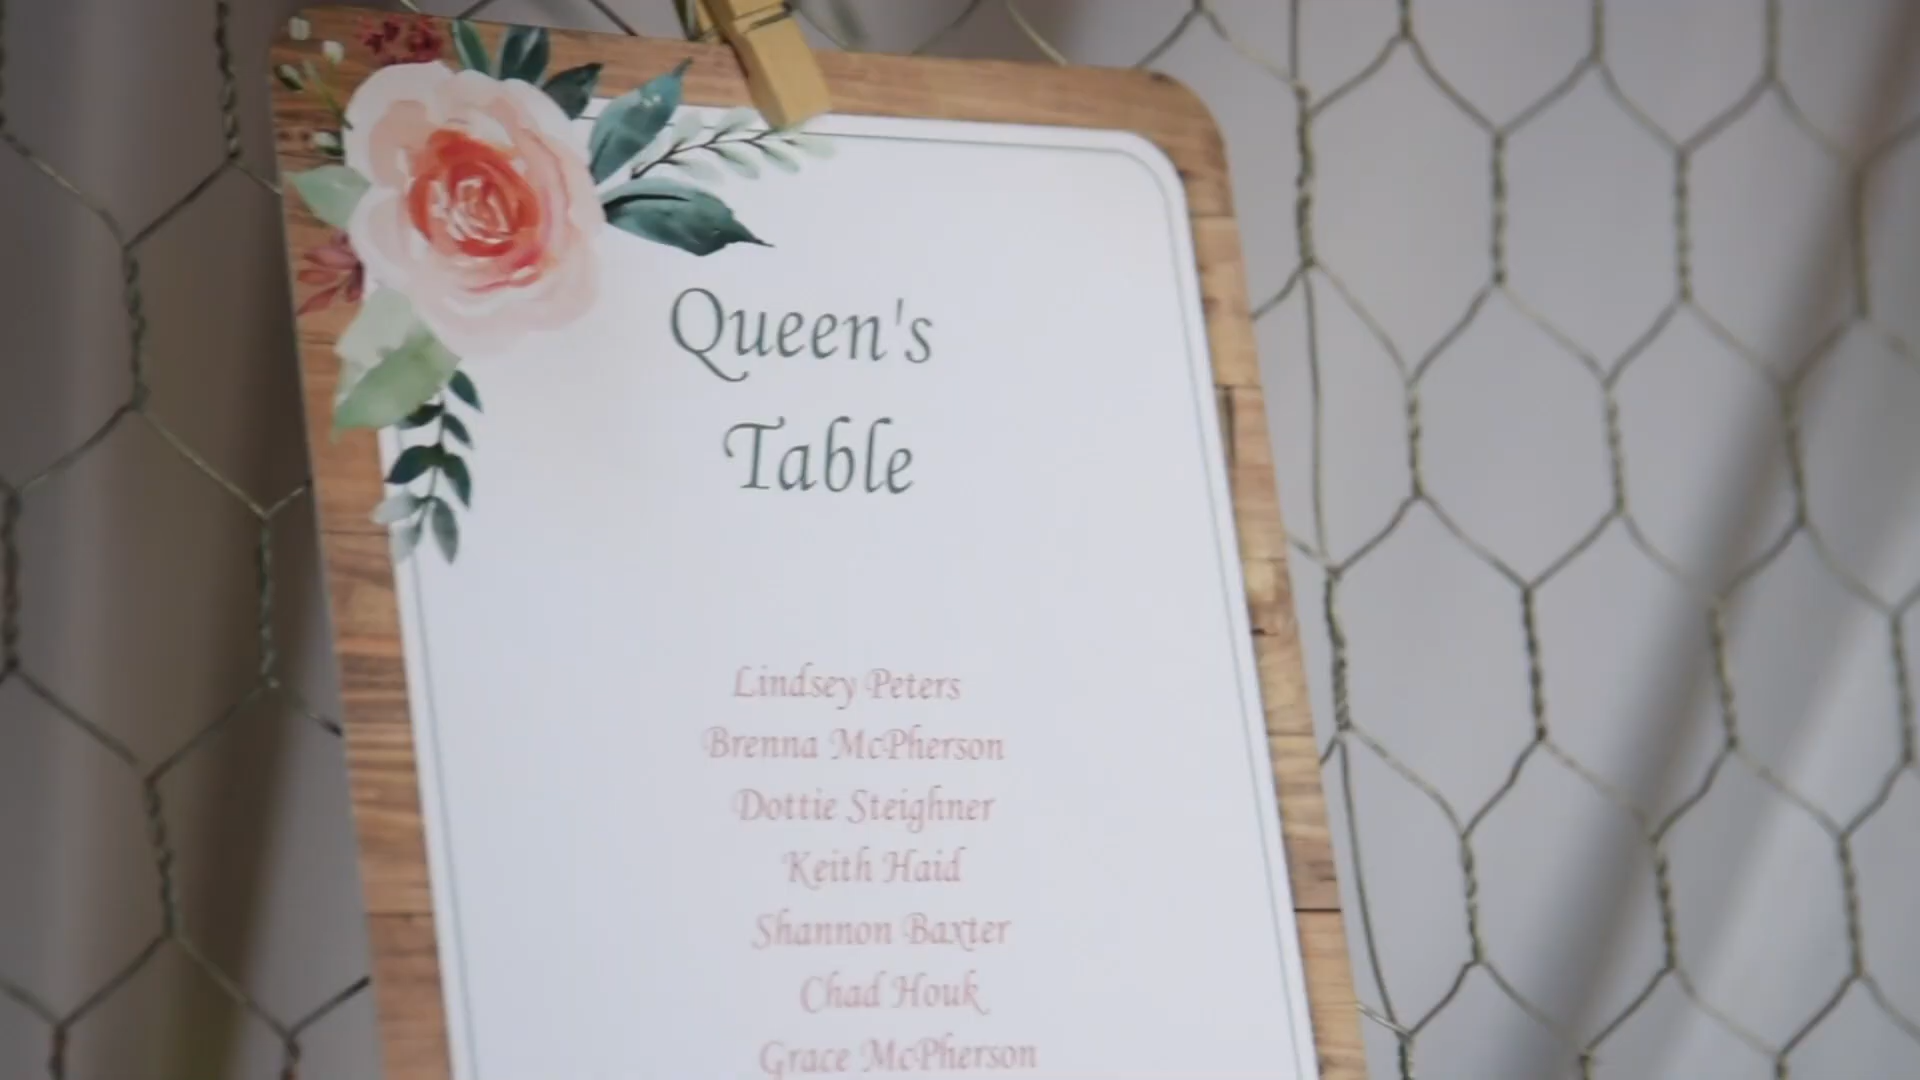 Queen's
Table
Lindsey Peters
Brenna McPherson
Dottie Steighner
Keith Haid
Shannon Baxter
Chad Houk
Grace McPherson